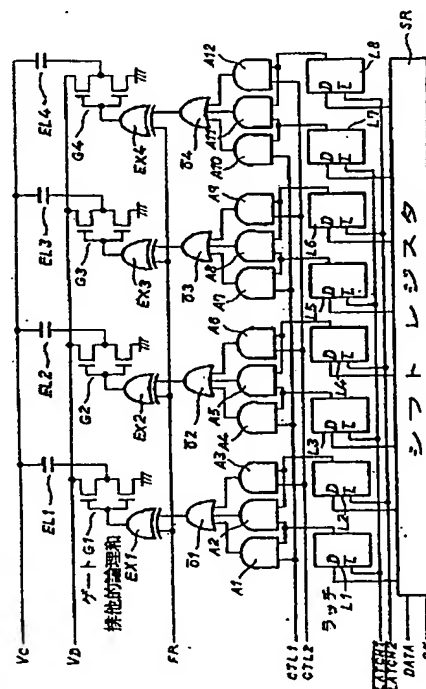 VC
EL1
EL2
EL3
EL4
VD
ゲートG1
G2
G3
G4
排他的論理和
EX1
EX2
EX3
EX4
FR
O1
O2
O3
O4
A1
A2
A3
A4
A5
A6
A7
A8
A9
A10
A11
A12
CTL1
CTL2
ラッチ
L1
L2
L3
L4
L5
L6
L7
L8
D
L
D
L
D
L
D
L
D
L
D
L
D
L
D
L
LATCH1
LATCH2
DATA
シフトレジスタ
SR